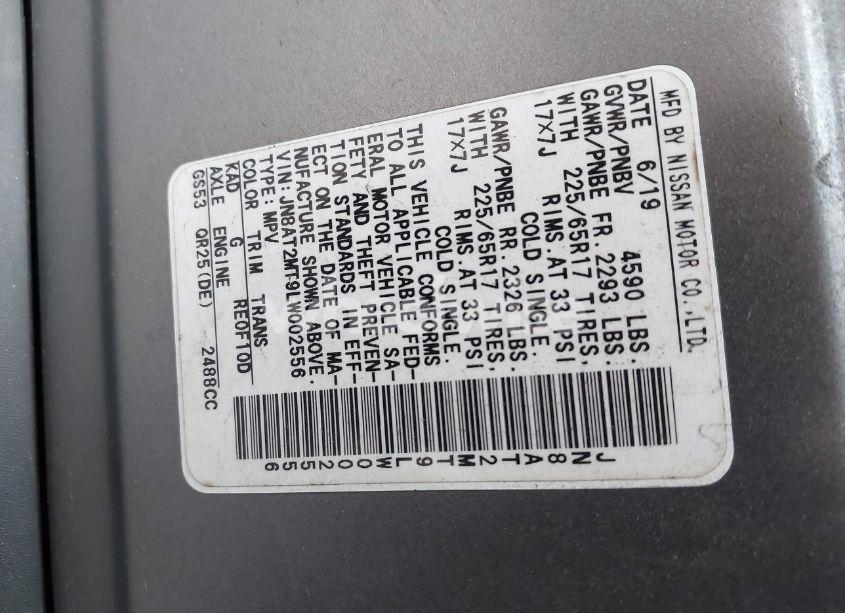 MFD BY NISSAN MOTOR CO.,LTD.
DATE 6/19
GVWR/PNBV 4590 LBS.
GAWR/PNBE FR. 2293 LBS.
WITH 225/65R17 TIRES,
17X7J RIMS.AT 33 PSI
COLD SINGLE.
GAWR/PNBE RR. 2326 LBS.
WITH 225/65R17 TIRES,
17X7J RIMS.AT 33 PSI
COLD SINGLE.
THIS VEHICLE CONFORMS
TO ALL APPLICABLE FED-
ERAL MOTOR VEHICLE SA-
FETY AND THEFT PREVEN-
TION STANDARDS IN EFF-
ECT ON THE DATE OF MA-
NUFACTURE SHOWN ABOVE.
VIN: JN8AT2MT9LW002556
TYPE: MPV
COLOR TRIM TRANS
KAD G RE0F10D
AXLE ENGINE
GS53 QR25(DE) 2488CC
JN8AT2MT9LW002556